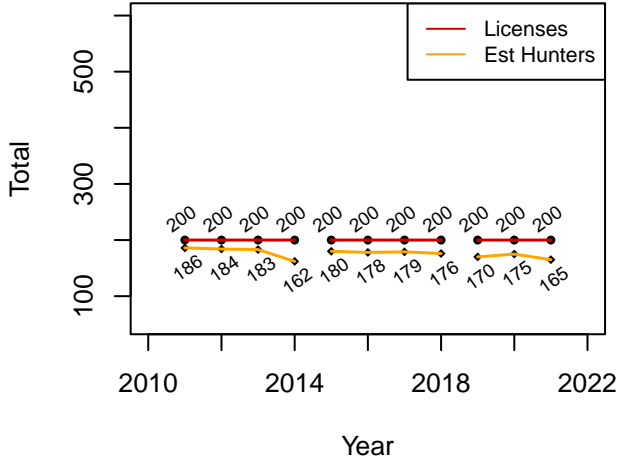 Licenses
Est Hunters
Total
500
300
100
200 200 200 200 200 200 200 200 200 200 200
186 184 183 162 180 178 179 176 170 175 165
2010 2014 2018 2022
Year